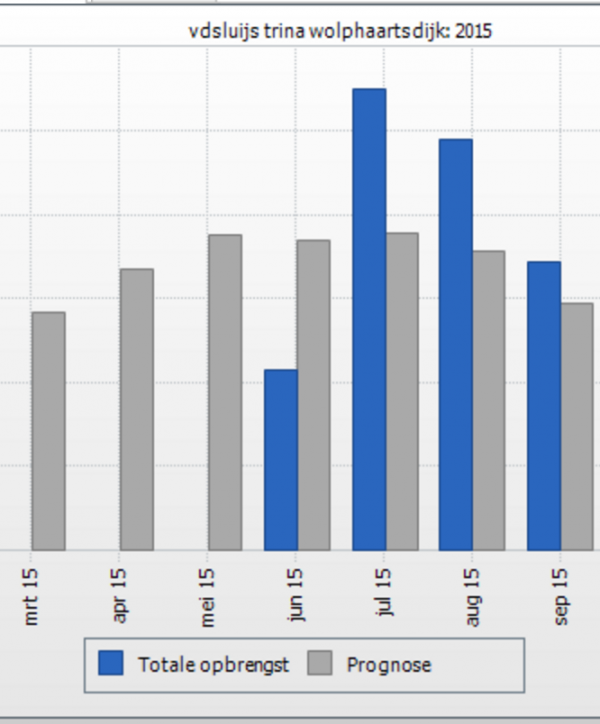 vdsluijs trina wolphaartsdijk: 2015
mrt 15
apr 15
mei 15
jun 15
jul 15
aug 15
sep 15
Totale opbrengst
Prognose